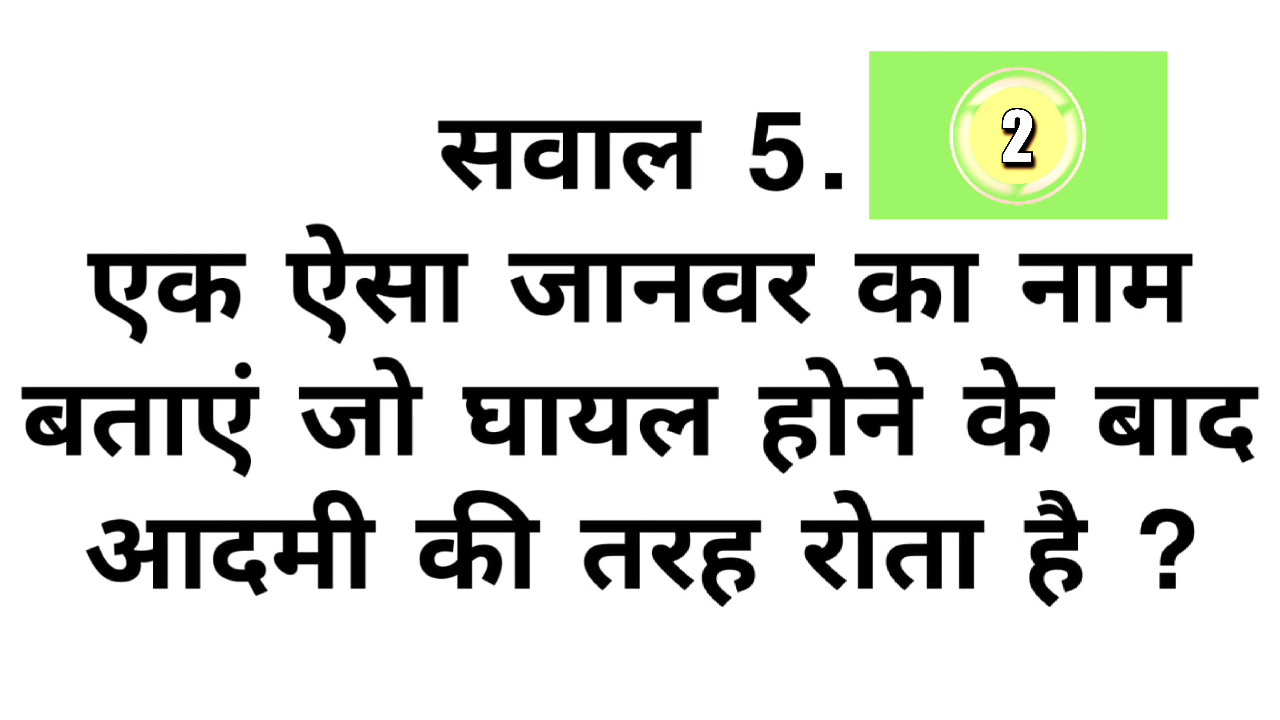 सवाल 5. 2
एक ऐसा जानवर का नाम
बताएं जो घायल होने के बाद
आदमी की तरह रोता है ?